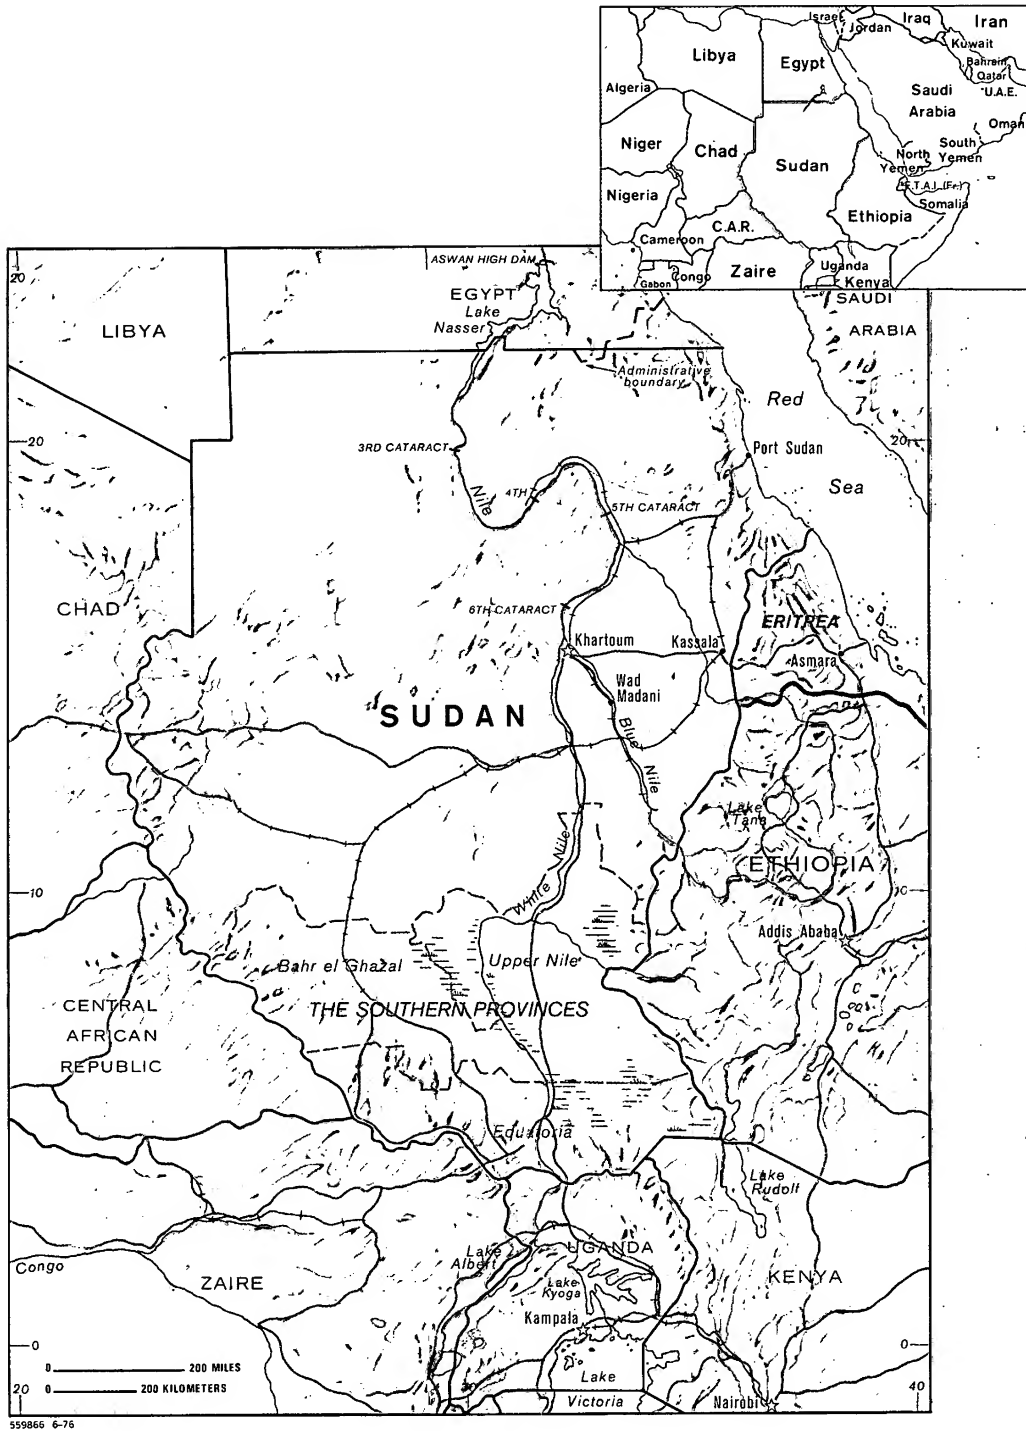 Israel
Jordan
Iraq
Iran
Kuwait
Bahrain
Qatar
U.A.E.
Libya
Egypt
Algeria
Saudi
Arabia
Oman
Niger
Chad
Sudan
North
Yemen
South
Yemen
F.T.A.I. (Fr.)
Somalia
Nigeria
Ethiopia
C.A.R.
Cameroon
Gabon
Congo
Zaire
Uganda
Kenya
20
ASWAN HIGH DAM
EGYPT
Lake
Nasser
LIBYA
SAUDI
ARABIA
Administrative
boundary
Red
Sea
20
3RD CATARACT
20
Port Sudan
Nile
4TH
5TH CATARACT
CHAD
6TH CATARACT
Khartoum
Kassala
ERITREA
Asmara
Wad
Madani
SUDAN
Blue
Nile
Lake
Tana
ETHIOPIA
White
Nile
10
10
Addis Ababa
Bahr el Ghazal
Upper Nile
THE SOUTHERN PROVINCES
CENTRAL
AFRICAN
REPUBLIC
Equatoria
Lake
Rudolf
Congo
ZAIRE
Lake
Albert
UGANDA
Lake
Kyoga
KENYA
Kampala
0
0
0 200 MILES
0 200 KILOMETERS
Lake
Victoria
Nairobi
20
40
559866 6-76